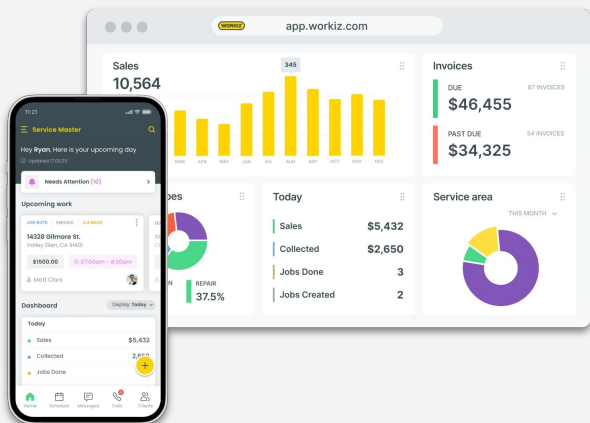 WORKIZ
app.workiz.com
Sales
10,564
345
MAR APR MAY JUN JUL AUG SEP OCT NOV DEC
Invoices
DUE
67 INVOICES
$46,455
PAST DUE
54 INVOICES
$34,325
REPAIR
37.5%
Today
Sales $5,432
Collected $2,650
Jobs Done 3
Jobs Created 2
Service area
THIS MONTH
11:21
Service Master
Hey Ryan, Here is your upcoming day
Updated 17.03.23
Needs Attention (10)
Upcoming work
SERVICE
14328 Gilmore St.
Valley Glen, CA 91401
$1500.00
07:00am - 8:00am
Matt Clark
Dashboard
Display: Today
Today
Sales $5,432
Collected
Jobs Done
Home Schedule Messages Calls Clients